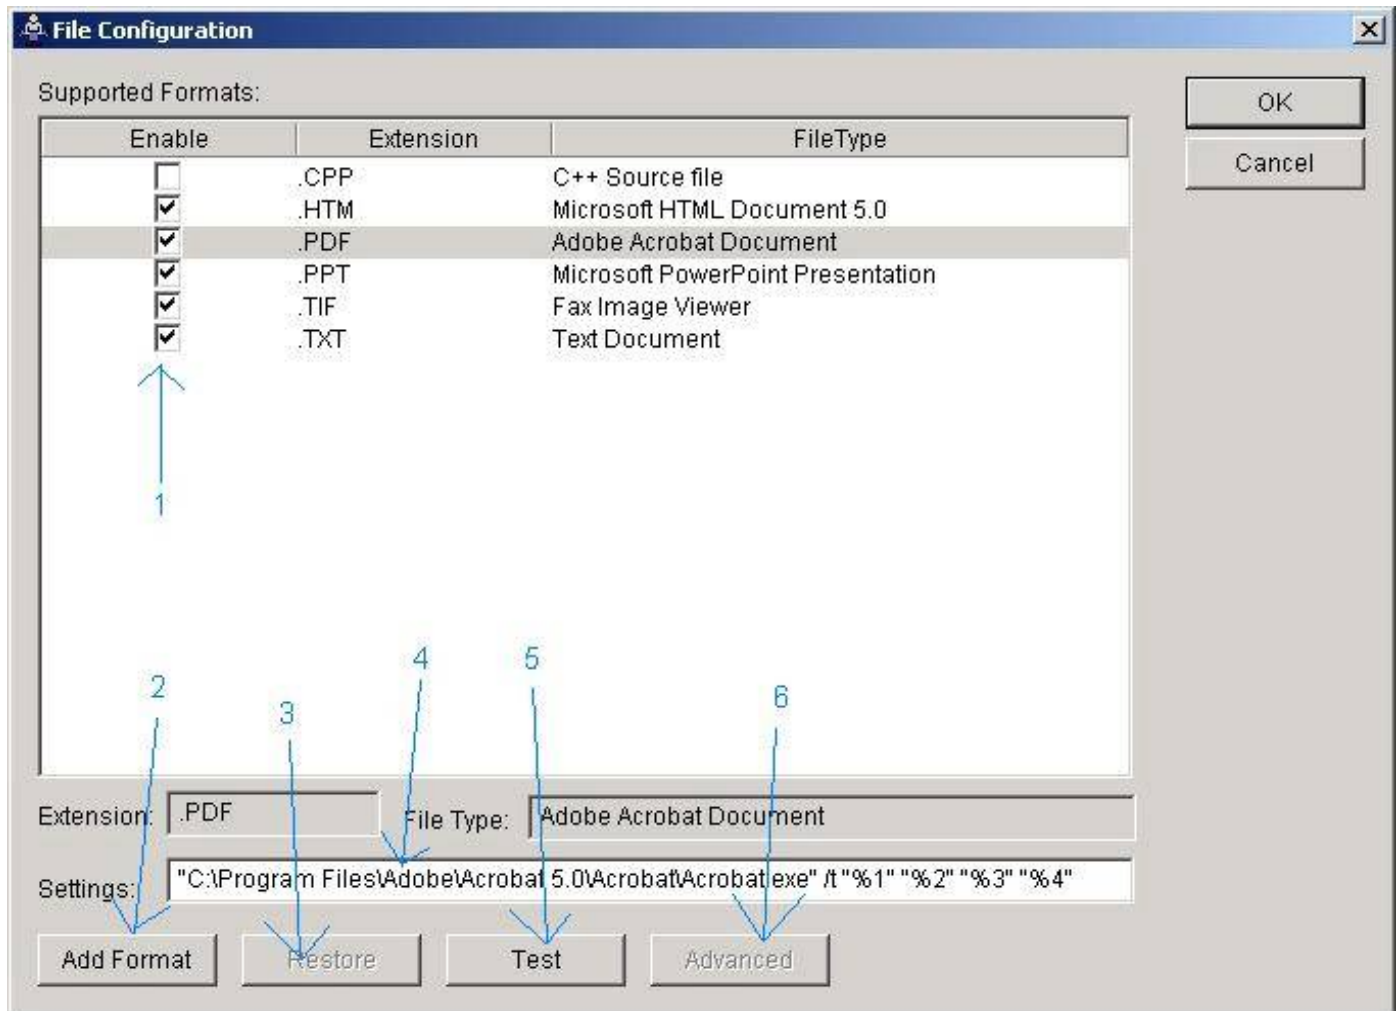 File Configuration
Supported Formats:
OK
Cancel
Enable Extension FileType
.CPP C++ Source file
.HTM Microsoft HTML Document 5.0
.PDF Adobe Acrobat Document
.PPT Microsoft PowerPoint Presentation
.TIF Fax Image Viewer
.TXT Text Document
1
2
3
4
5
6
Extension: .PDF File Type: Adobe Acrobat Document
Settings: "C:\Program Files\Adobe\Acrobat 5.0\Acrobat\Acrobat.exe" /t "%1" "%2" "%3" "%4"
Add Format Restore Test Advanced